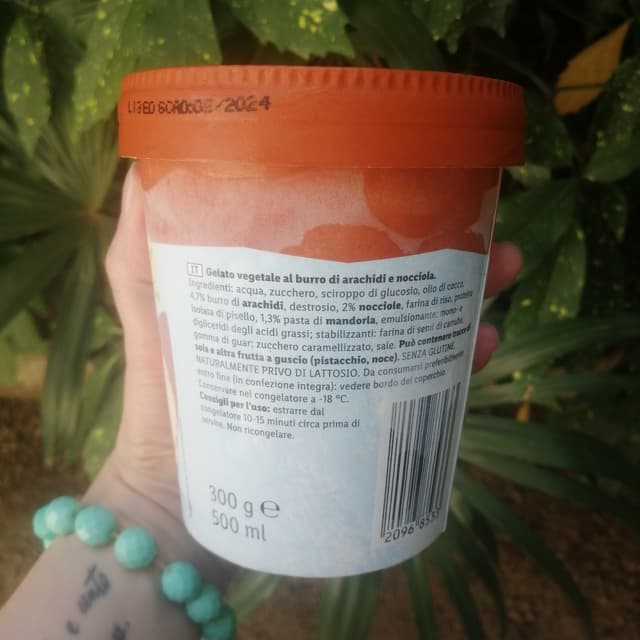 L1360 SCAD:02/2024
IT Gelato vegetale al burro di arachidi e nocciola.
Ingredienti: acqua, zucchero, sciroppo di glucosio, olio di cocco,
4,7% burro di arachidi, destrosio, 2% nocciole, farina di riso, proteina
isolata di pisello, 1,3% pasta di mandorla, emulsionante: mono- e
digliceridi degli acidi grassi; stabilizzanti: farina di semi di carrube,
gomma di guar; zucchero caramellizzato, sale. Può contenere tracce di
soia e altra frutta a guscio (pistacchio, noce). SENZA GLUTINE.
NATURALMENTE PRIVO DI LATTOSIO. Da consumarsi preferibilmente
entro fine (in confezione integra): vedere bordo del coperchio.
Conservare nel congelatore a -18 °C.
Consigli per l'uso: estrarre dal
congelatore 10-15 minuti circa prima di
servire. Non ricongelare.
300 g e
500 ml
2096 8533
e
vento